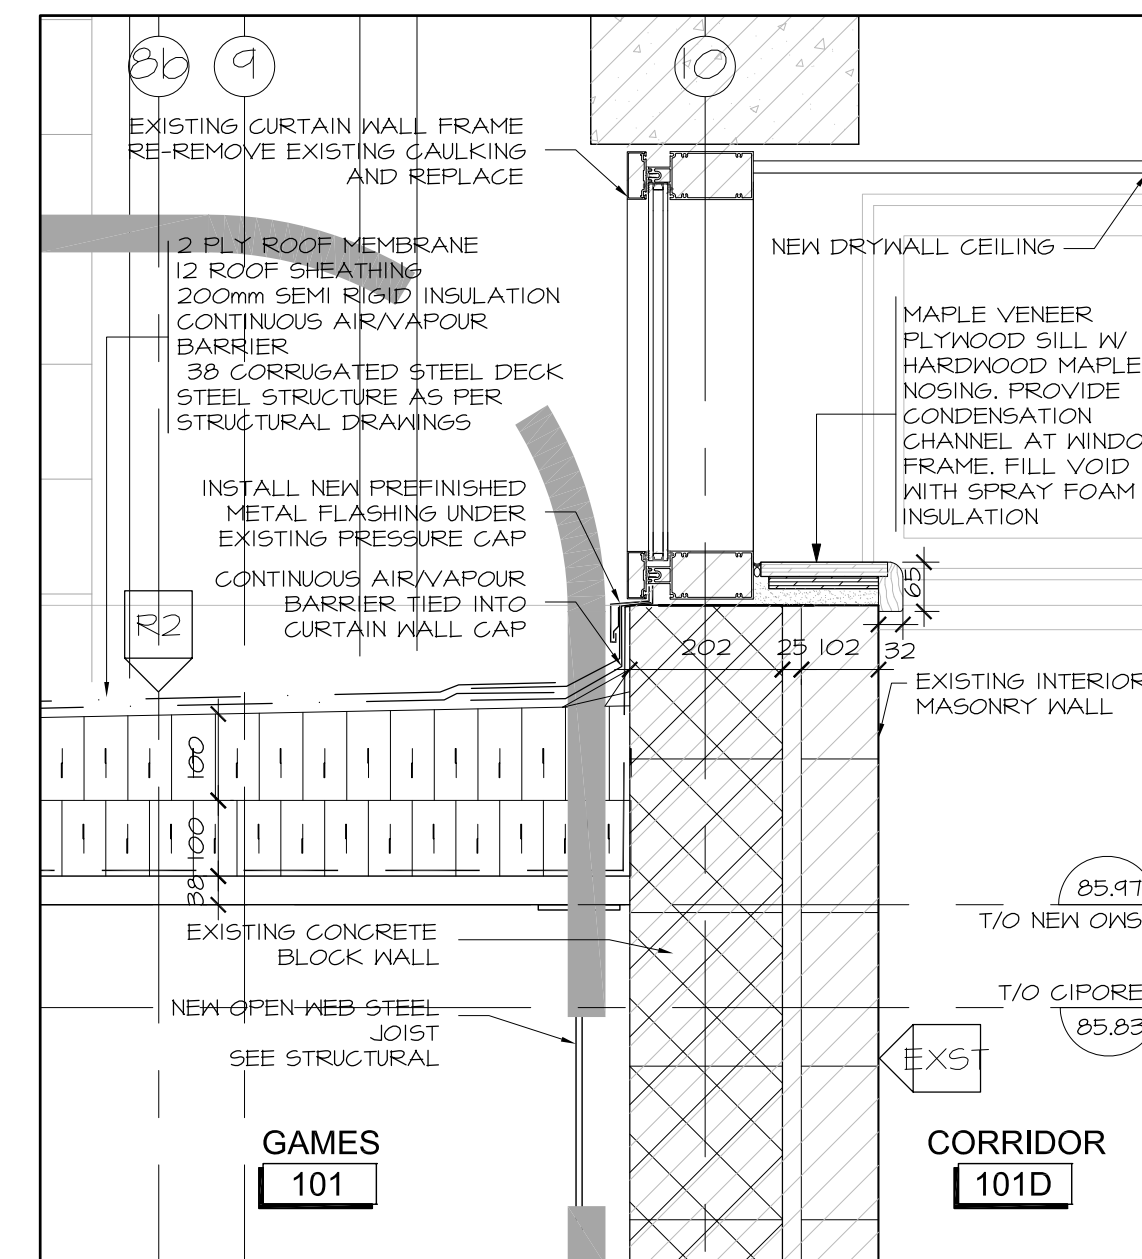 8b
9
10
EXISTING CURTAIN WALL FRAME
RE-REMOVE EXISTING CAULKING
AND REPLACE
2 PLY ROOF MEMBRANE
12 ROOF SHEATHING
200mm SEMI RIGID INSULATION
CONTINUOUS AIR/VAPOUR
BARRIER
38 CORRUGATED STEEL DECK
STEEL STRUCTURE AS PER
STRUCTURAL DRAWINGS
NEW DRYWALL CEILING
MAPLE VENEER
PLYWOOD SILL W/
HARDWOOD MAPLE
NOSING. PROVIDE
CONDENSATION
CHANNEL AT WINDO
FRAME. FILL VOID
WITH SPRAY FOAM
INSULATION
INSTALL NEW PREFINISHED
METAL FLASHING UNDER
EXISTING PRESSURE CAP
CONTINUOUS AIR/VAPOUR
BARRIER TIED INTO
CURTAIN WALL CAP
65
R2
202
25
102
32
EXISTING INTERIOR
MASONRY WALL
100
100
38
85.97
T/O NEW OWS
EXISTING CONCRETE
BLOCK WALL
T/O CIPORE
85.83
NEW OPEN WEB STEEL
JOIST
SEE STRUCTURAL
EXST
GAMES
101
CORRIDOR
101D